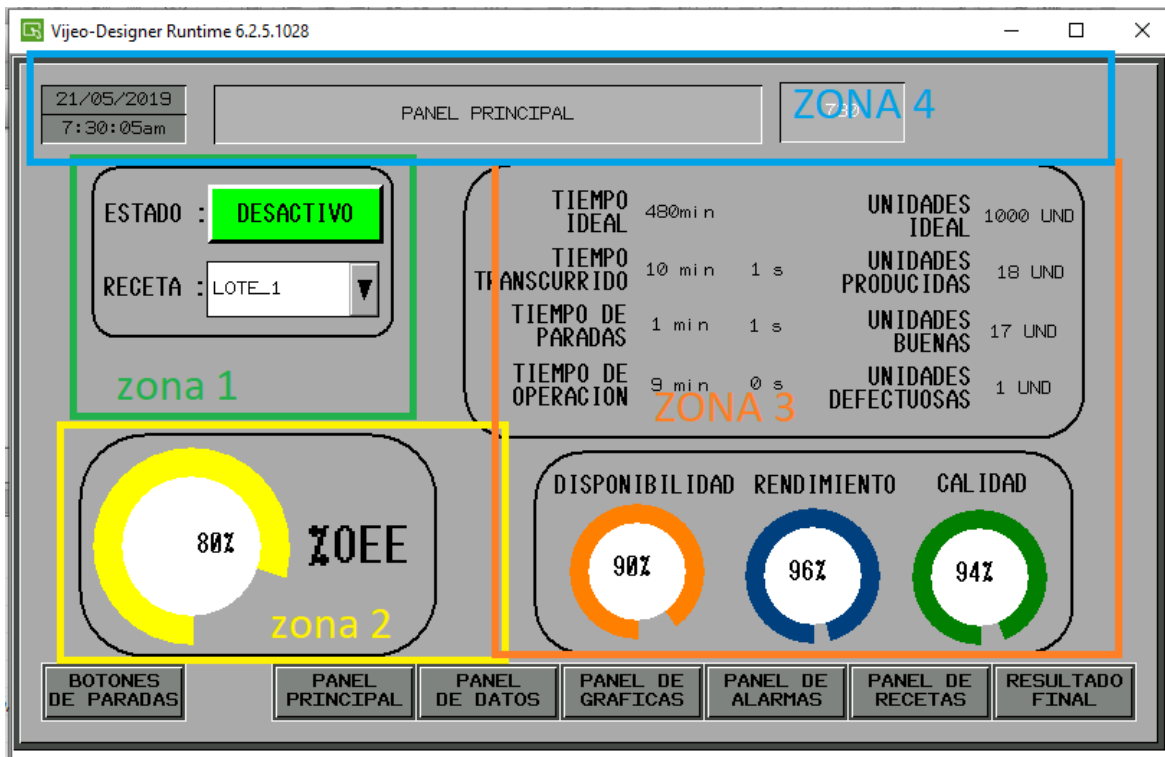 Vijeo-Designer Runtime 6.2.5.1028
21/05/2019
7:30:05am
PANEL PRINCIPAL
ZONA 4
ESTADO : DESACTIVO
RECETA : LOTE_1
zona 1
TIEMPO
IDEAL
480min
UNIDADES
IDEAL
1000 UND
TIEMPO
TRANSCURRIDO
10 min 1 s
UNIDADES
PRODUCIDAS
18 UND
TIEMPO DE
PARADAS
1 min 1 s
UNIDADES
BUENAS
17 UND
TIEMPO DE
OPERACION
9 min 0 s
UNIDADES
DEFECTUOSAS
1 UND
ZONA 3
80%
%OEE
zona 2
DISPONIBILIDAD RENDIMIENTO CALIDAD
90% 96% 94%
BOTONES
DE PARADAS
PANEL
PRINCIPAL
PANEL
DE DATOS
PANEL DE
GRAFICAS
PANEL DE
ALARMAS
PANEL DE
RECETAS
RESULTADO
FINAL